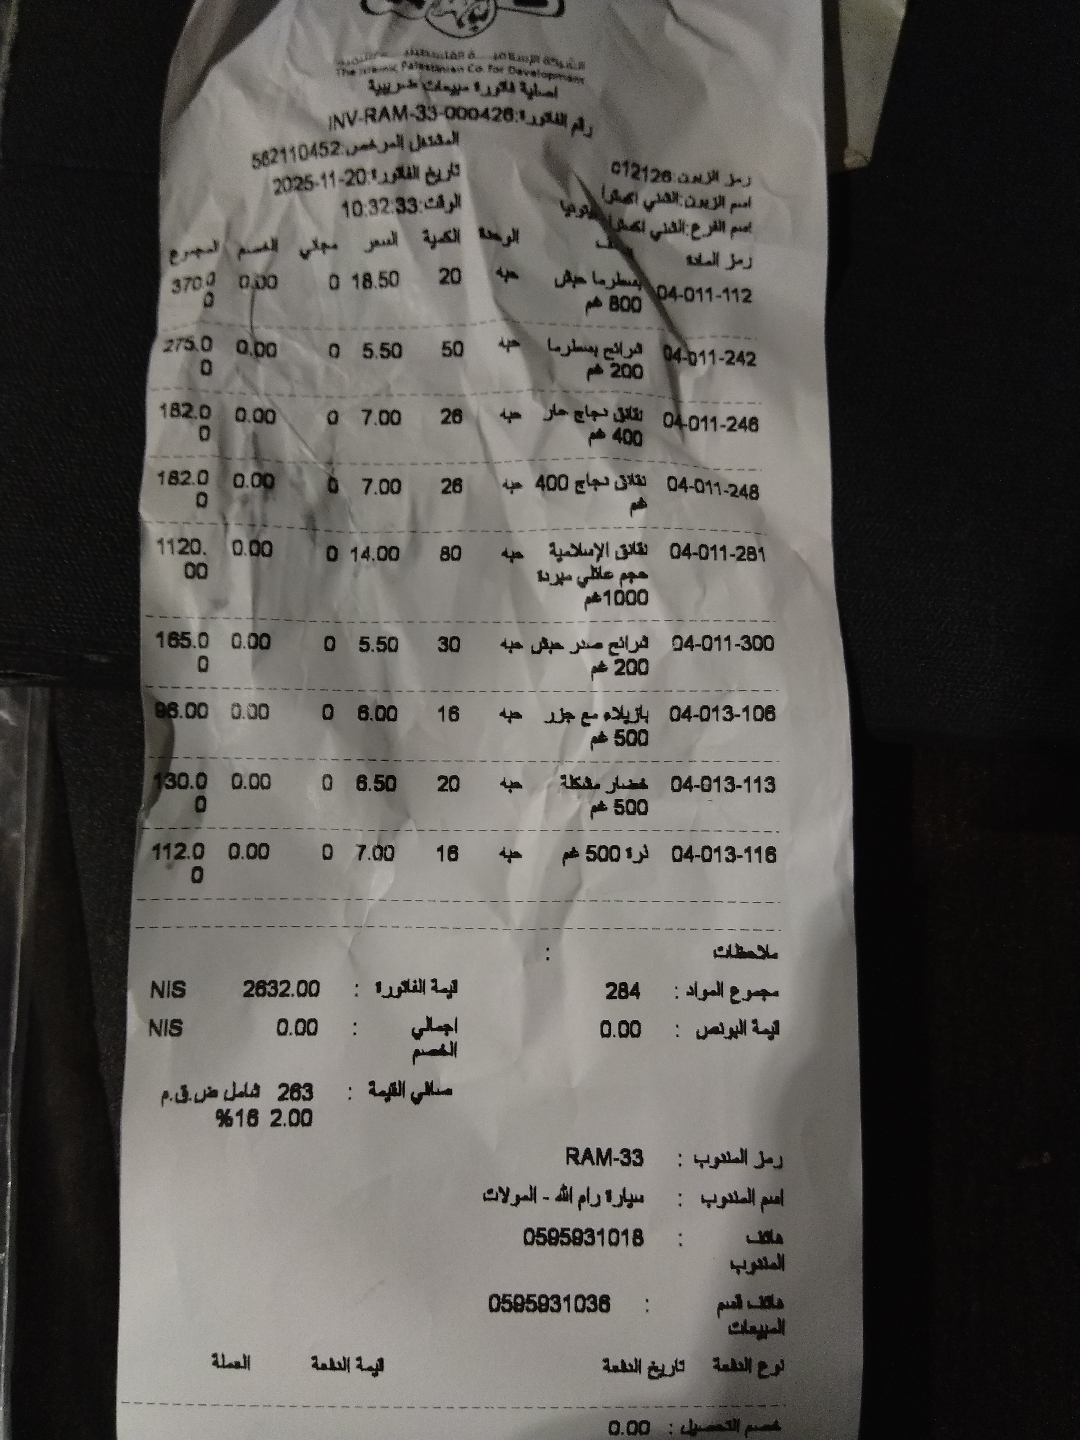 The Islamic Palestinian Co. for Development
اصلية فاتورة مبيعات ضريبية
رقم الفاتورة:INV-RAM-33-000426
المشتغل المرخص:562110452
رمز الزبون:012126 تاريخ الفاتورة:2025-11-20
اسم الزبون:الشني اكسترا الوقت:10:32:33
اسم الفرع:الشني اكسترا
رمز المادة الوحدة الكمية السعر مجاني الخصم المجموع
04-011-112 بسطرما حبش 800 غم حبه 20 18.50 0 0.00 370.00
04-011-242 شرائح بسطرما 200 غم حبه 50 5.50 0 0.00 275.00
04-011-246 نقانق دجاج حار 400 غم حبه 26 7.00 0 0.00 182.00
04-011-248 نقانق دجاج 400 غم حبه 26 7.00 0 0.00 182.00
04-011-281 نقانق الإسلامية حجم عائلي مبردة 1000غم حبه 80 14.00 0 0.00 1120.00
04-011-300 شرائح صدر حبش 200 غم حبه 30 5.50 0 0.00 165.00
04-013-106 بازيلاء مع جزر 500 غم حبه 16 6.00 0 0.00 96.00
04-013-113 خضار مشكلة 500 غم حبه 20 6.50 0 0.00 130.00
04-013-116 ذرة 500 غم حبه 16 7.00 0 0.00 112.00
ملاحظات :
مجموع المواد : 284 قيمة الفاتورة : 2632.00 NIS
قيمة البونص : 0.00 اجمالي الخصم : 0.00 NIS
صافي القيمة : 2632.00 شامل ض.ق.م 16%
رمز المندوب : RAM-33
اسم المندوب : سيارة رام الله - المولات
هاتف المندوب : 0595931018
هاتف قسم المبيعات : 0595931036
نوع الدفعة تاريخ الدفعة قيمة الدفعة العملة
خصم التحصيل : 0.00